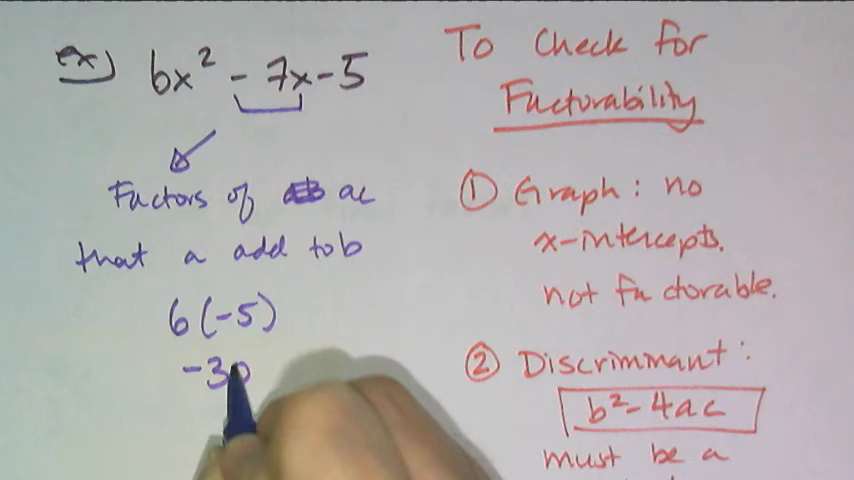 ex) 6x² - 7x - 5
Factors of ac
that a add to b
6(-5)
-30
To Check for
Factorability
① Graph: no
x-intercepts.
not factorable.
② Discriminant:
b² - 4ac
must be a